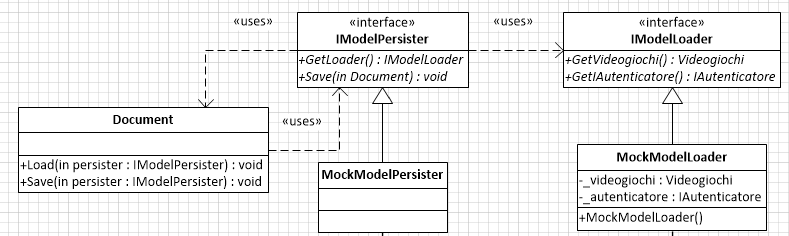 «uses»
«interface»
IModelPersister
+GetLoader() : IModelLoader
+Save(in Document) : void
«uses»
«interface»
IModelLoader
+GetVideogiochi() : Videogiochi
+GetIAutenticatore() : IAutenticatore
Document
+Load(in persister : IModelPersister) : void
+Save(in persister : IModelPersister) : void
«uses»
MockModelPersister
MockModelLoader
-_videogiochi : Videogiochi
-_autenticatore : IAutenticatore
+MockModelLoader()